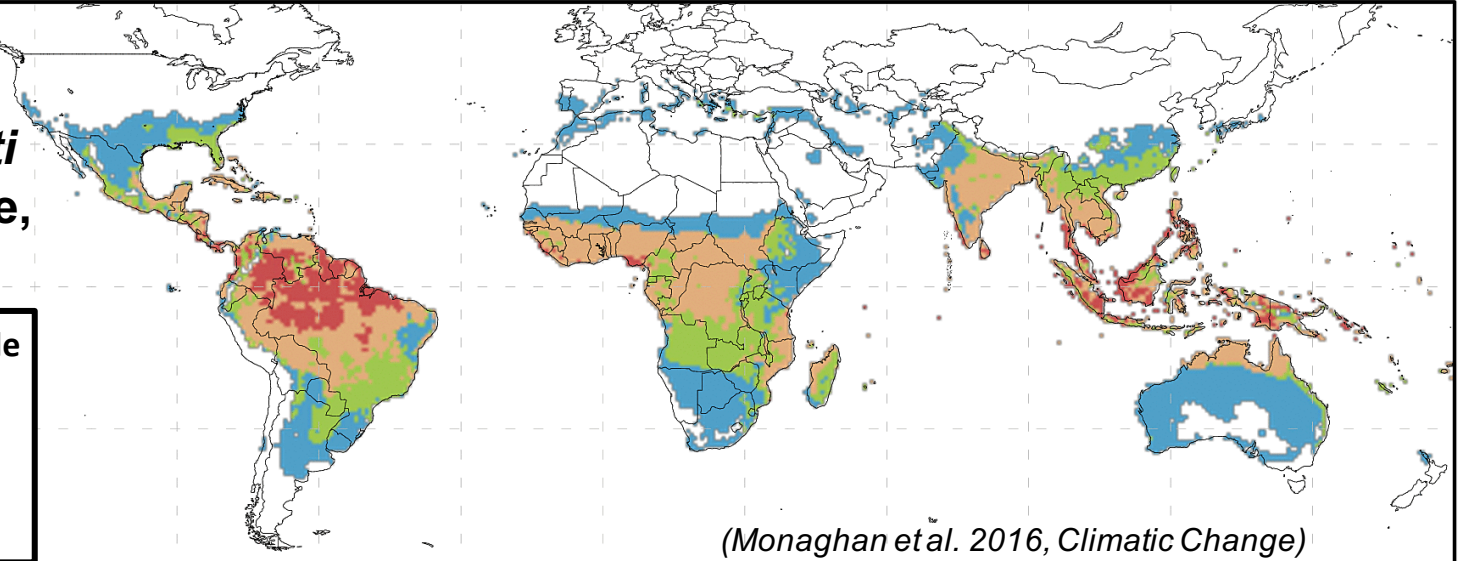 ti
e,
le
(Monaghan et al. 2016, Climatic Change)